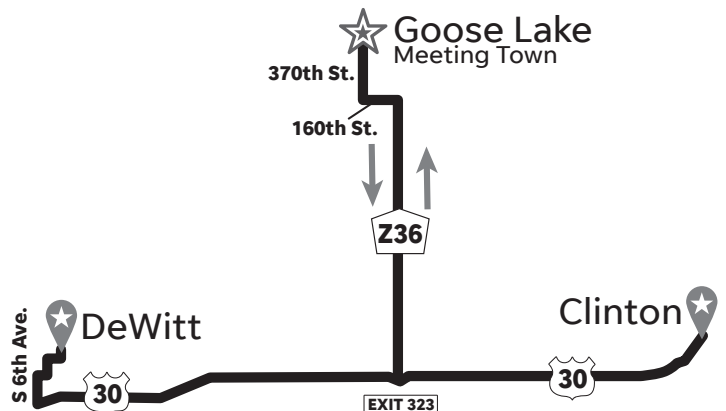 Goose Lake
Meeting Town
370th St.
160th St.
Z36
Clinton
DeWitt
S 6th Ave.
30
30
EXIT 323